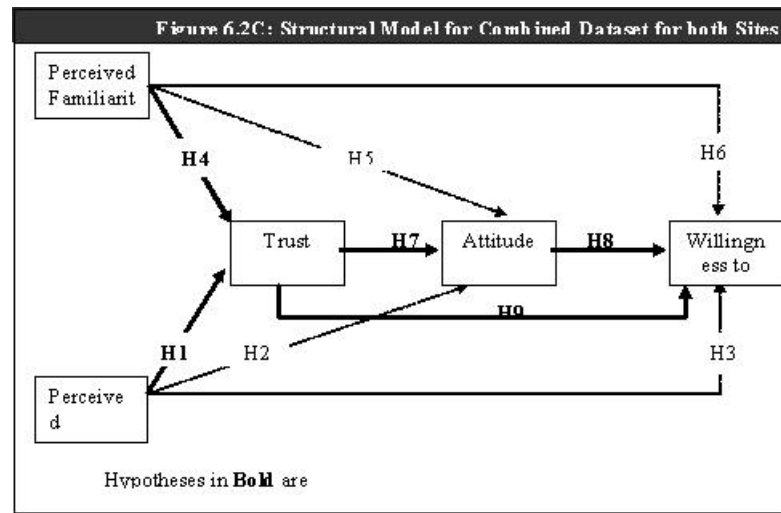 Figure 6.2C: Structural Model for Combined Dataset for both Sites
Perceived
Familiarit
H4
H5
H6
Trust
H7
Attitude
H8
Willingn
ess to
H9
H1
H2
H3
Perceive
d
Hypotheses in Bold are